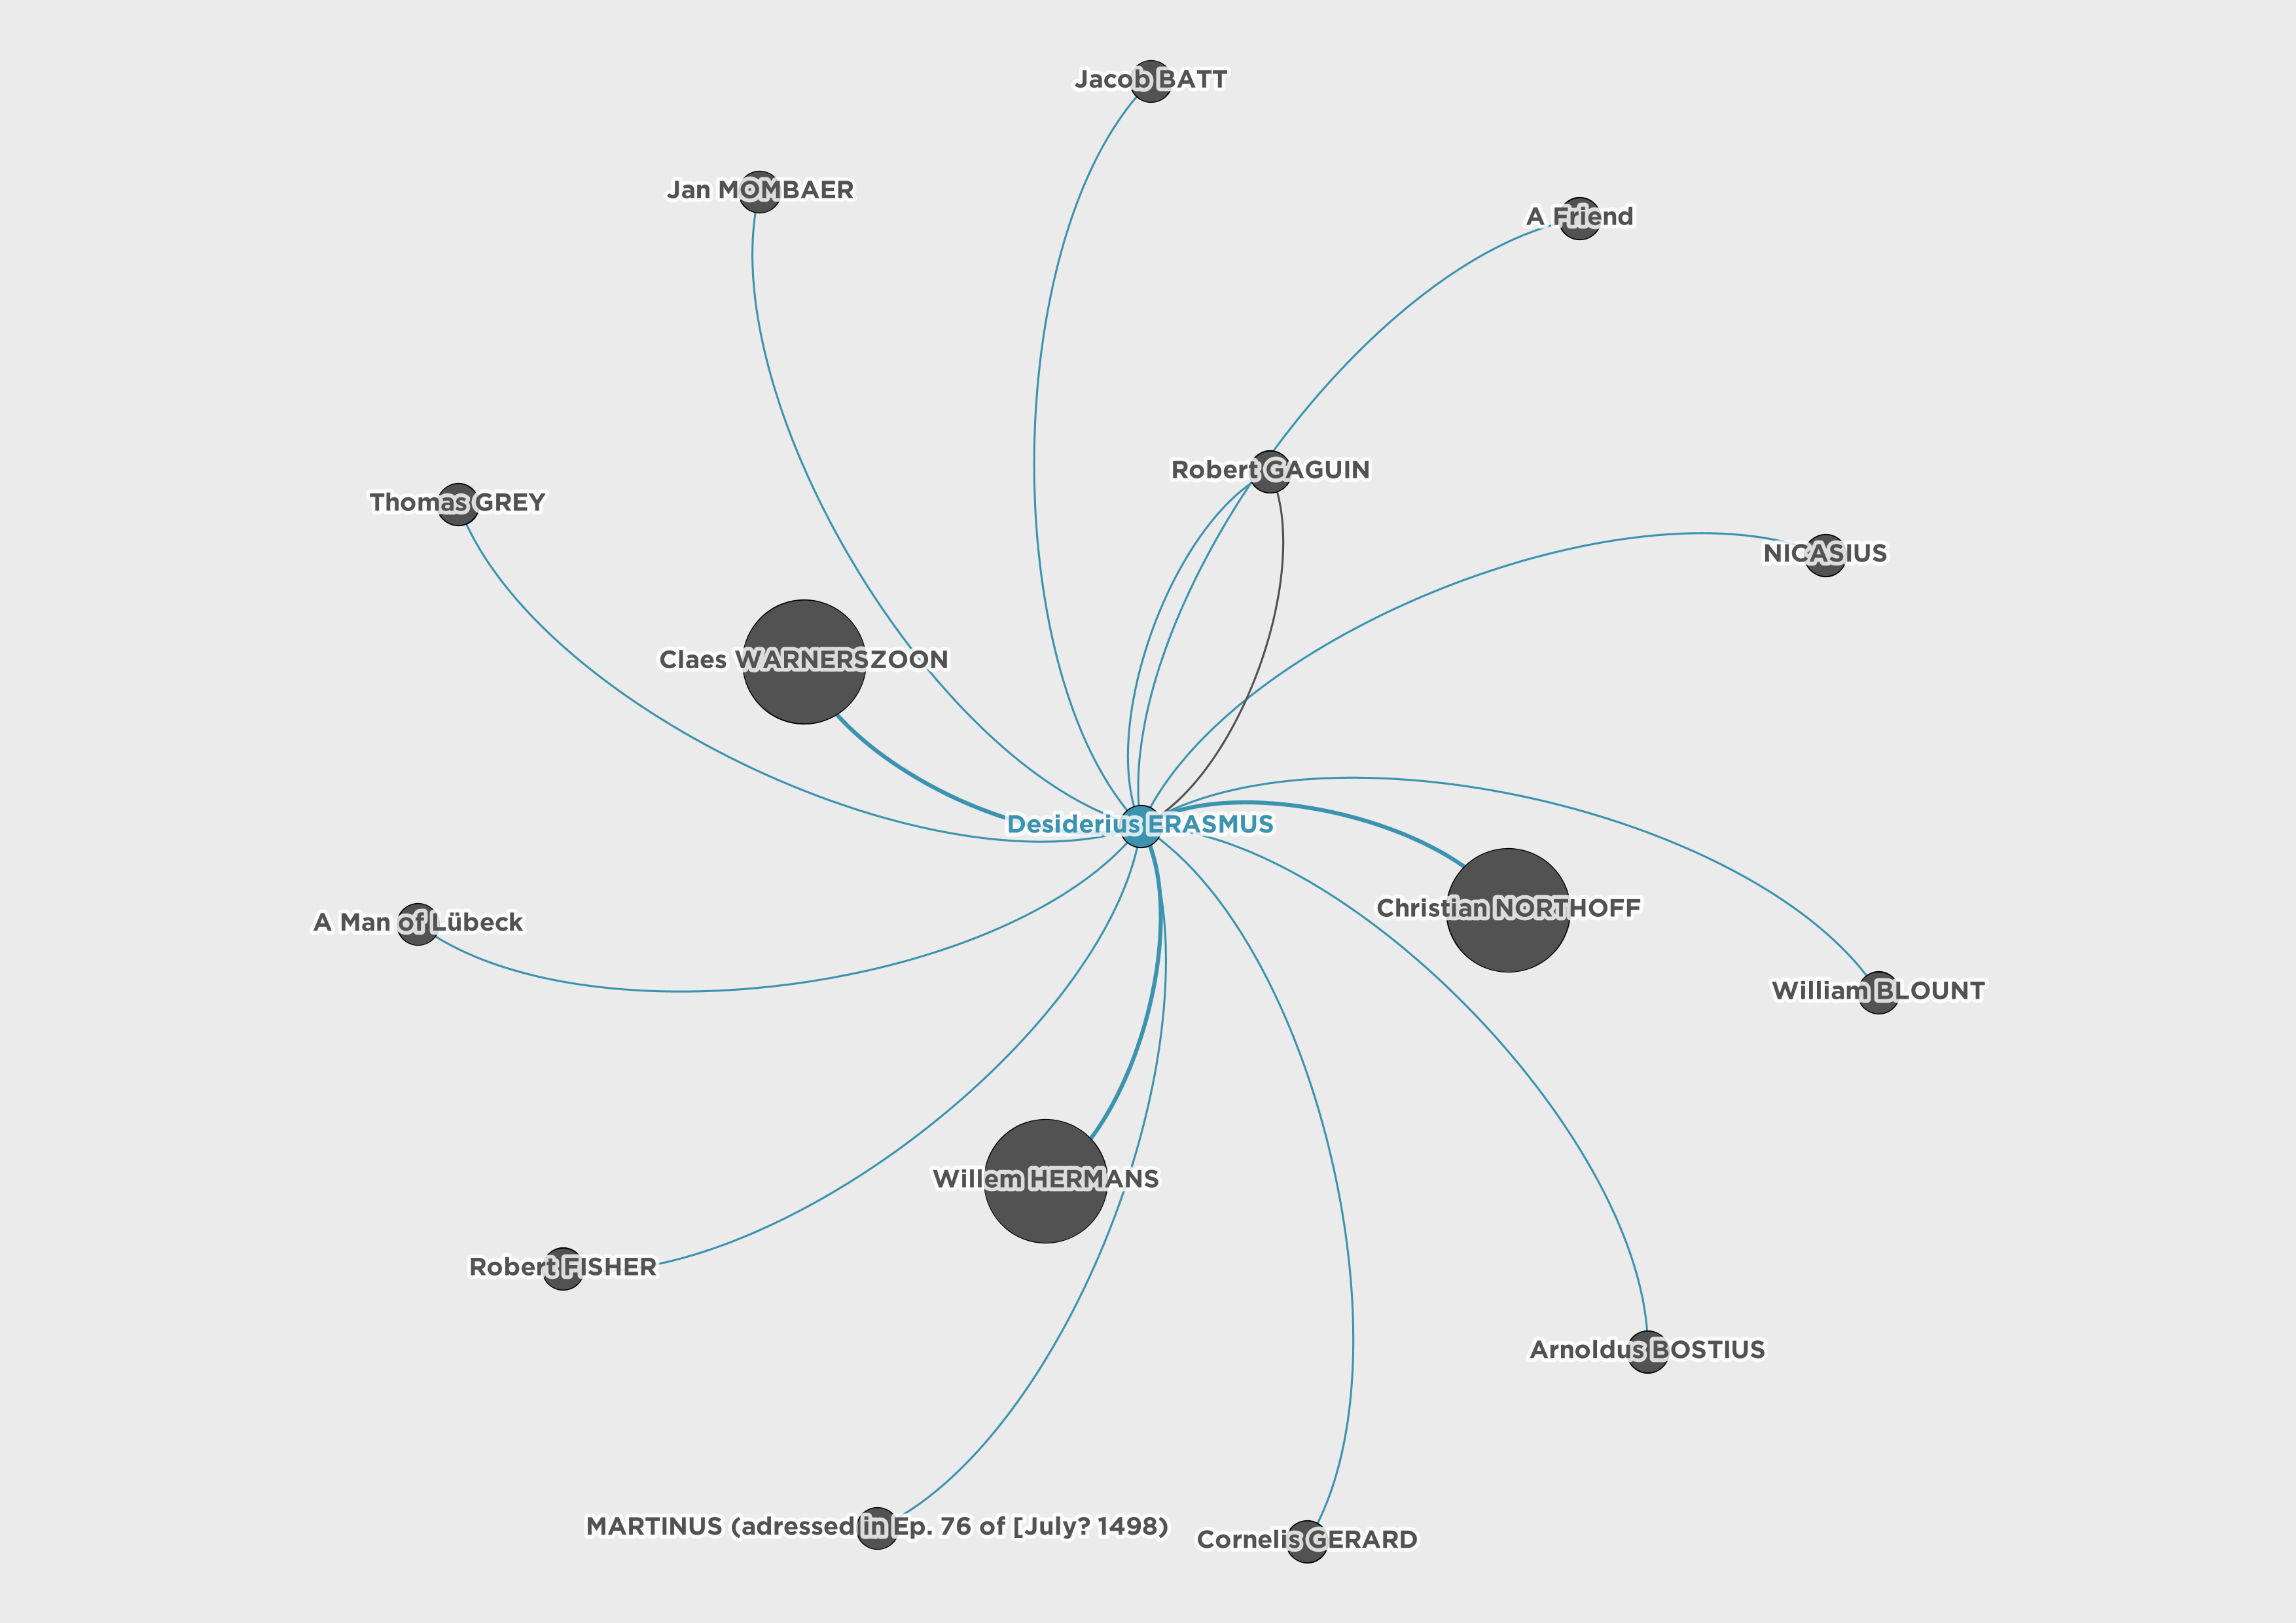 Jacob BATT
Jan MOMBAER
A Friend
Robert GAGUIN
Thomas GREY
NICASIUS
Claes WARNERSZOON
Desiderius ERASMUS
Christian NORTHOFF
A Man of Lübeck
William BLOUNT
Willem HERMANS
Robert FISHER
Arnoldus BOSTIUS
MARTINUS (adressed in Ep. 76 of [July? 1498)
Cornelis GERARD